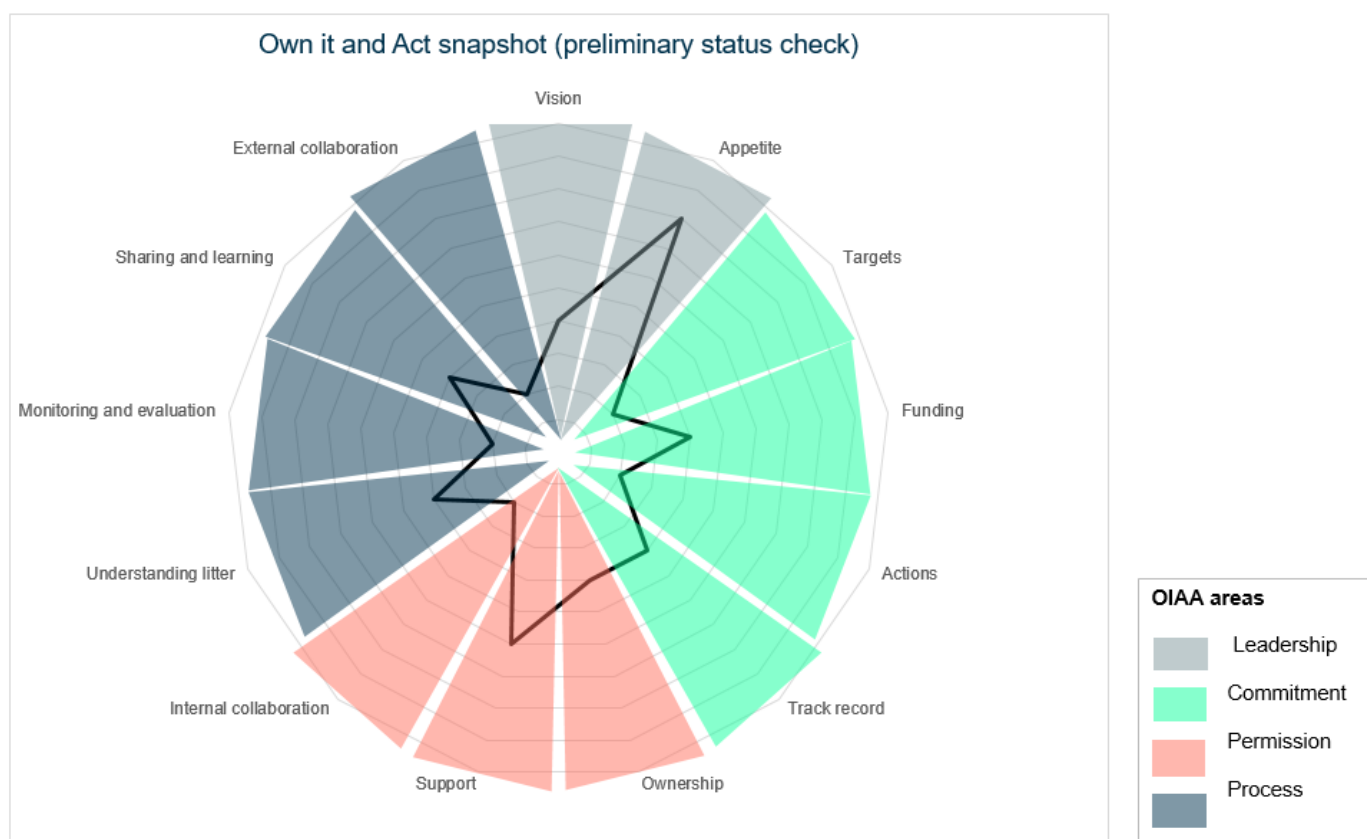 Own it and Act snapshot (preliminary status check)
Vision
Appetite
Targets
Funding
Actions
Track record
Ownership
Support
Internal collaboration
Understanding litter
Monitoring and evaluation
Sharing and learning
External collaboration
OIAA areas
Leadership
Commitment
Permission
Process